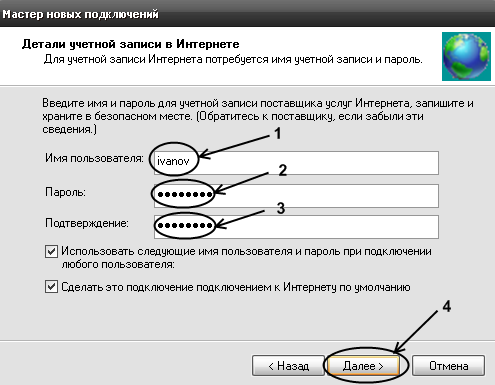 Мастер новых подключений
Детали учетной записи в Интернете
Для учетной записи Интернета потребуется имя учетной записи и пароль.
Введите имя и пароль для учетной записи поставщика услуг Интернета, запишите и
храните в безопасном месте. (Обратитесь к поставщику, если забыли эти
сведения.)
1
Имя пользователя: ivanov
2
Пароль: ●●●●●●●●
3
Подтверждение: ●●●●●●●●
Использовать следующие имя пользователя и пароль при подключении
любого пользователя:
Сделать это подключение подключением к Интернету по умолчанию
4
< Назад Далее > Отмена